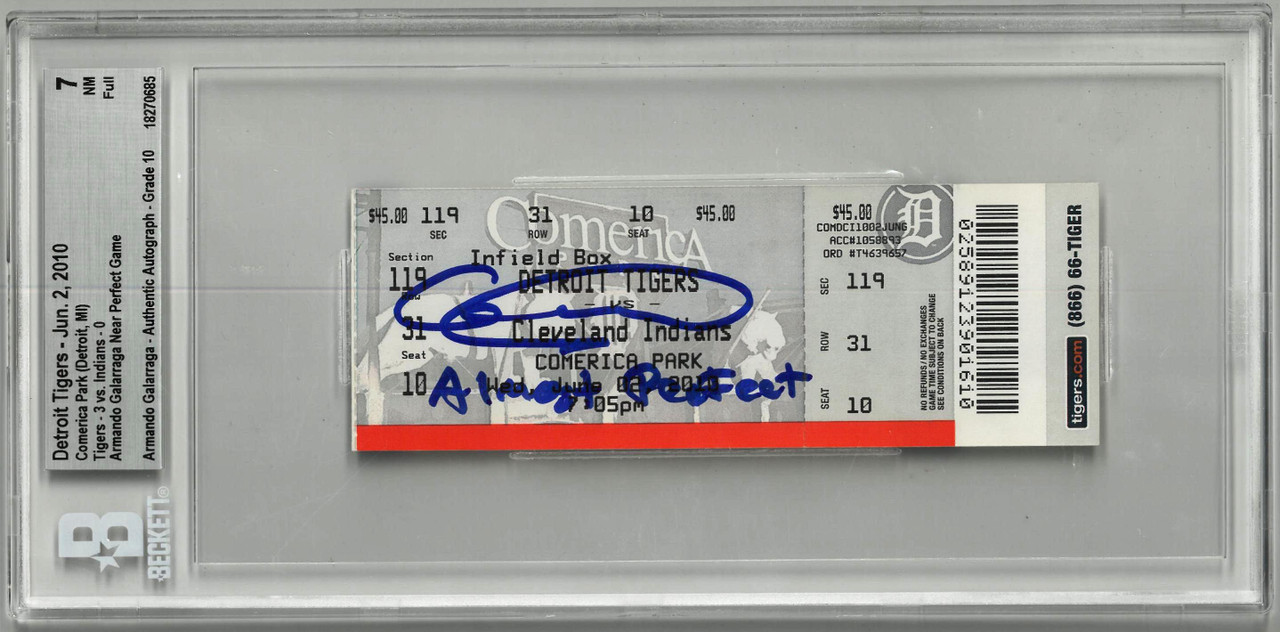 7
NM
Full
18270685
Detroit Tigers - Jun. 2, 2010
Comerica Park (Detroit, MI)
Tigers - 3 vs. Indians - 0
Armando Galarraga Near Perfect Game
Armando Galarraga - Authentic Autograph - Grade 10
B
BECKETT®
$45.00 119 31 10 $45.00
SEC ROW SEAT
Comerica
Section Infield Box
119 DETROIT TIGERS
Row - vs -
31 Cleveland Indians
Seat COMERICA PARK
10 Wed, June 02, 2010
7:05pm
Almost Perfect
$45.00
COMDCI1002JUNG
ACC#1058893
ORD #T4639657
D
SEC 119
ROW 31
SEAT 10
NO REFUNDS/NO EXCHANGES
GAME TIME SUBJECT TO CHANGE
SEE CONDITIONS ON BACK
02589123901610
tigers.com (866) 66-TIGER